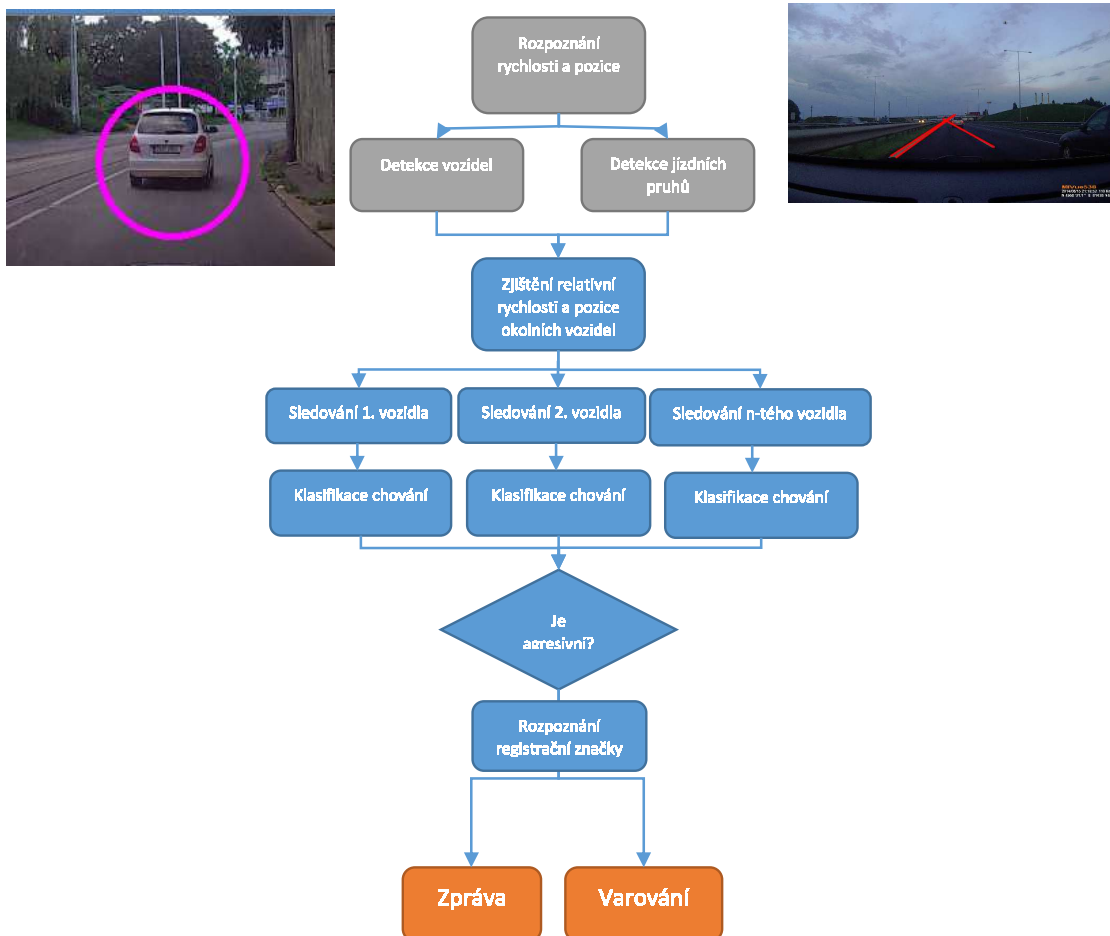 Rozpoznání
rychlosti a pozice
Detekce vozidel
Detekce jízdních
pruhů
Zjištění relativní
rychlosti a pozice
okolních vozidel
Sledování 1. vozidla
Sledování 2. vozidla
Sledování n-tého vozidla
Klasifikace chování
Klasifikace chování
Klasifikace chování
Je
agresivní?
Rozpoznání
registrační značky
Zpráva
Varování